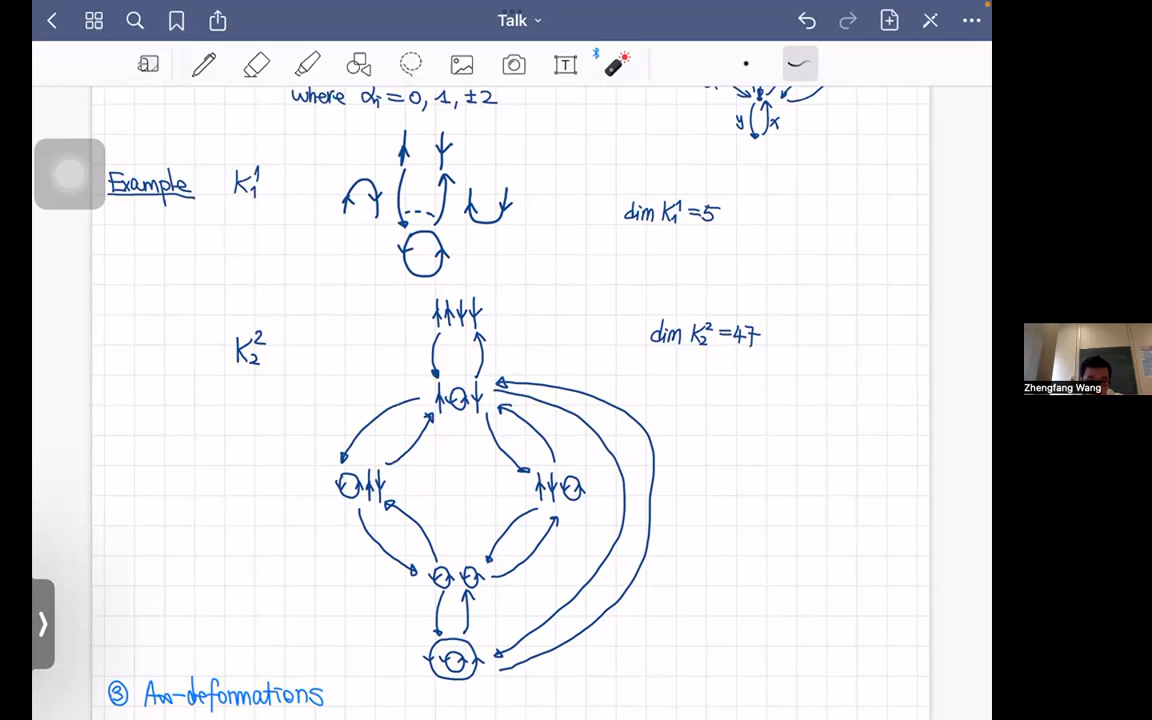 Talk
where αᵢ = 0, 1, ±2
y x
Example K₁¹
dim K₁¹ = 5
K₂²
dim K₂² = 47
③ A∞-deformations
Zhengfang Wang